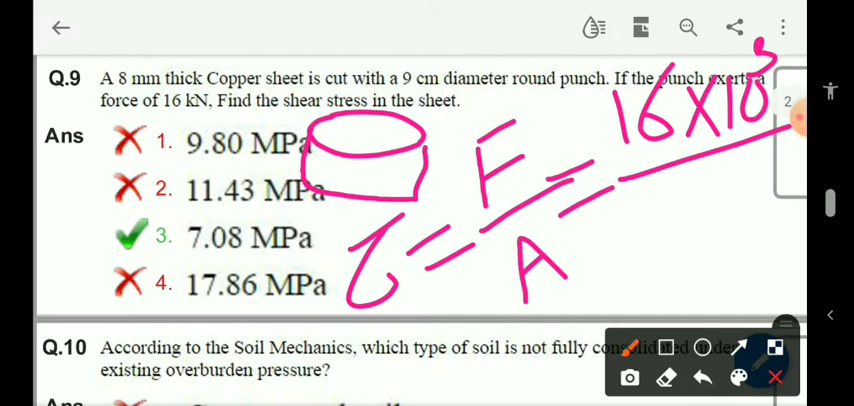 Q.9 A 8 mm thick Copper sheet is cut with a 9 cm diameter round punch. If the punch exerts a
force of 16 kN, Find the shear stress in the sheet.
Ans
1. 9.80 MPa
2. 11.43 MPa
3. 7.08 MPa
4. 17.86 MPa
τ = F/A = 16×10³
2
Q.10 According to the Soil Mechanics, which type of soil is not fully consolidated under
existing overburden pressure?